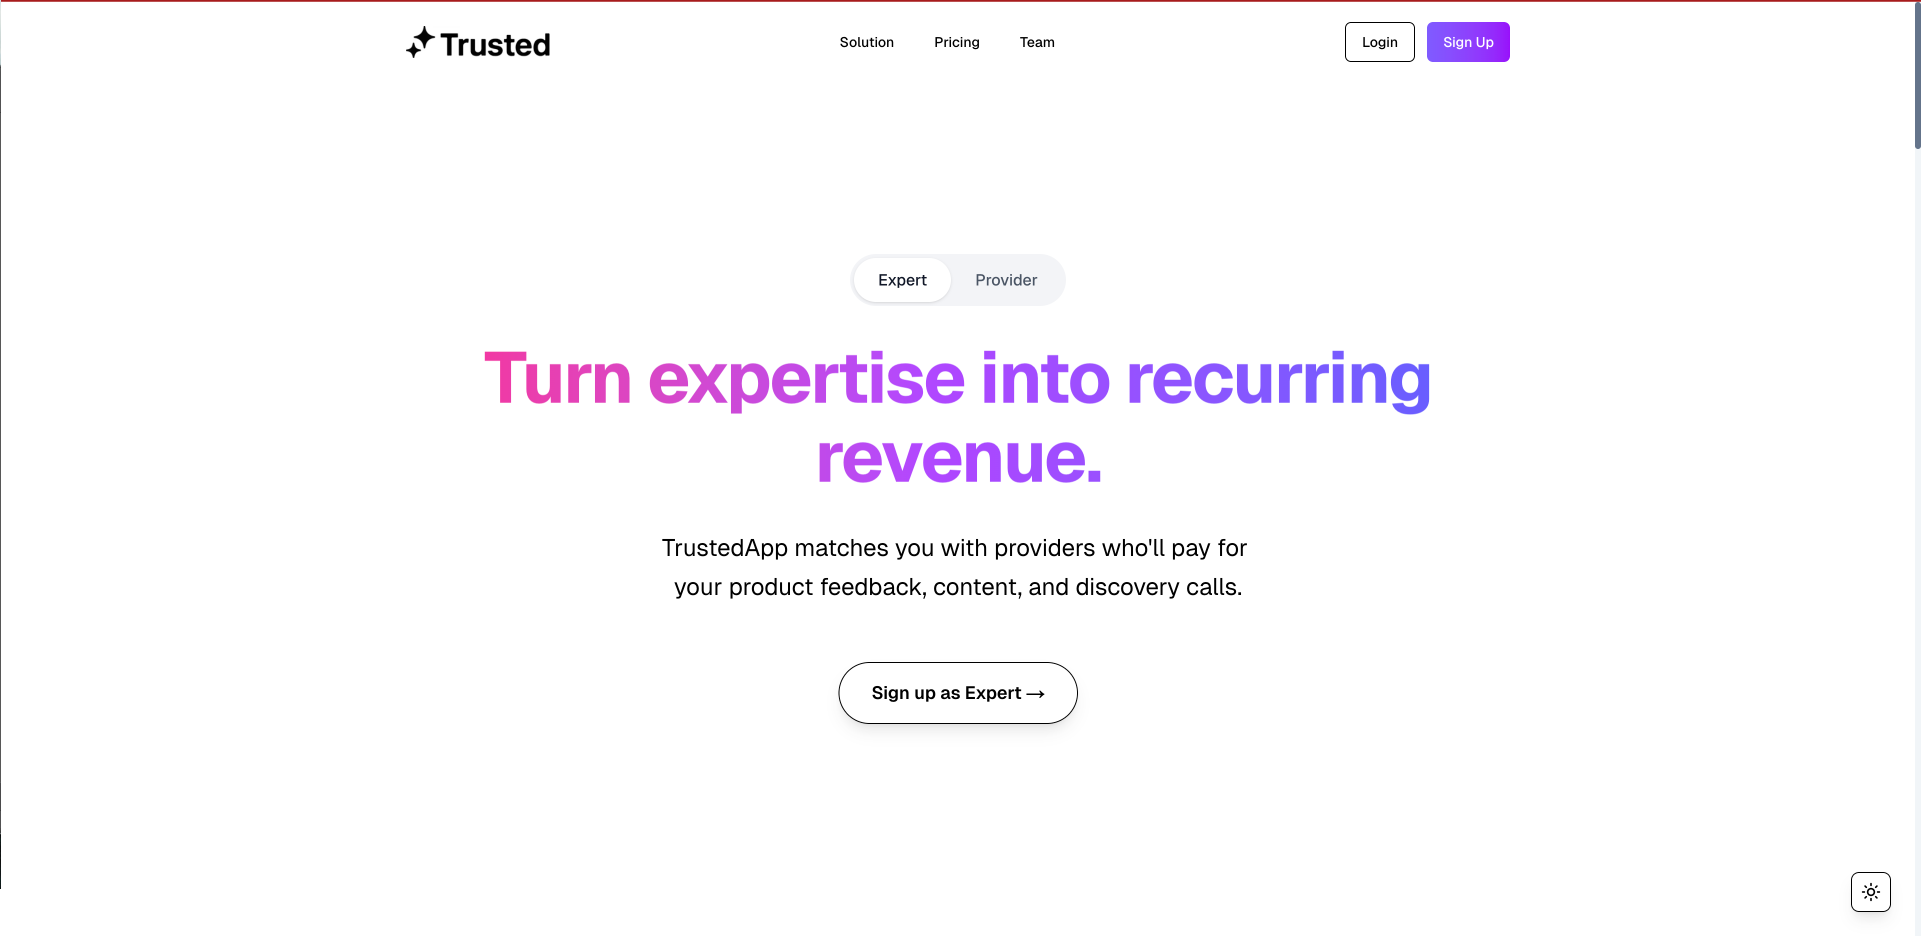 Trusted
Solution
Pricing
Team
Login
Sign Up
Expert
Provider
Turn expertise into recurring
revenue.
TrustedApp matches you with providers who'll pay for
your product feedback, content, and discovery calls.
Sign up as Expert →